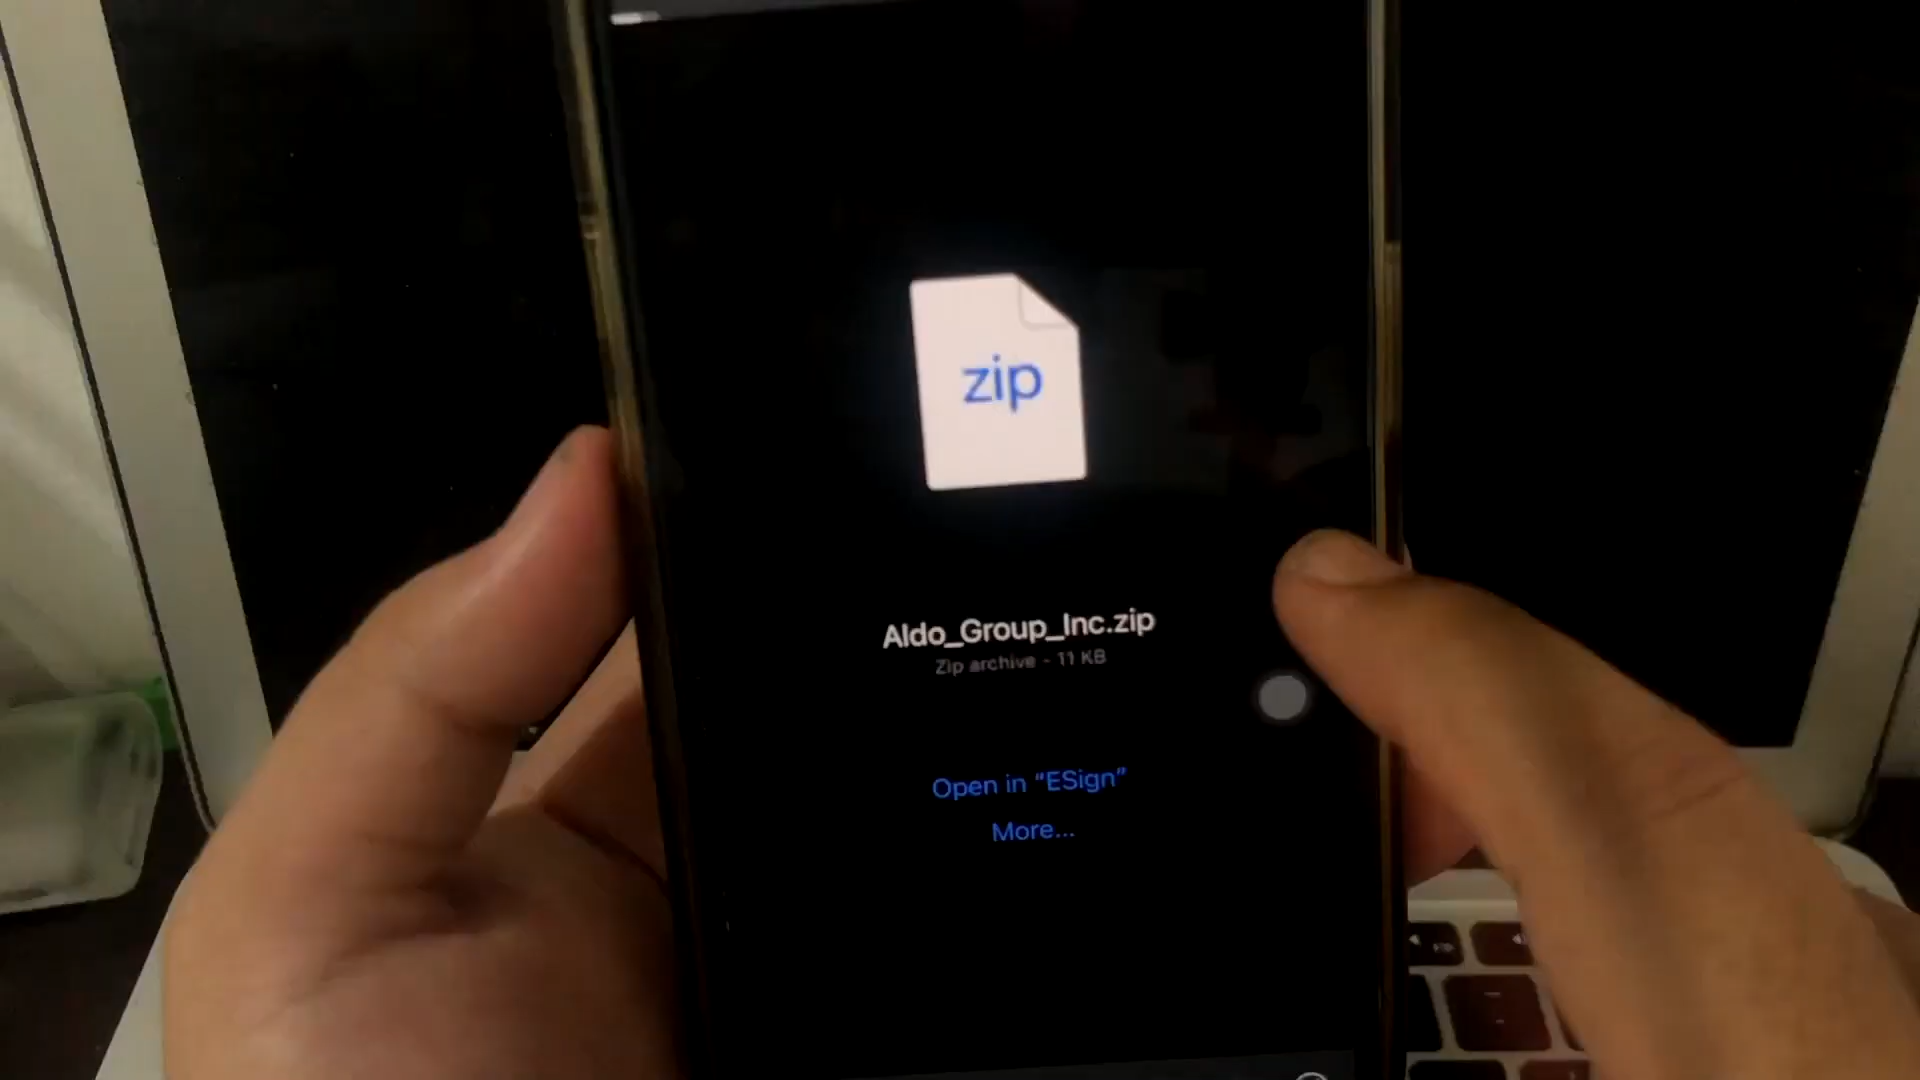 zip
Aldo_Group_Inc.zip
Zip archive - 11 KB
Open in “ESign”
More...